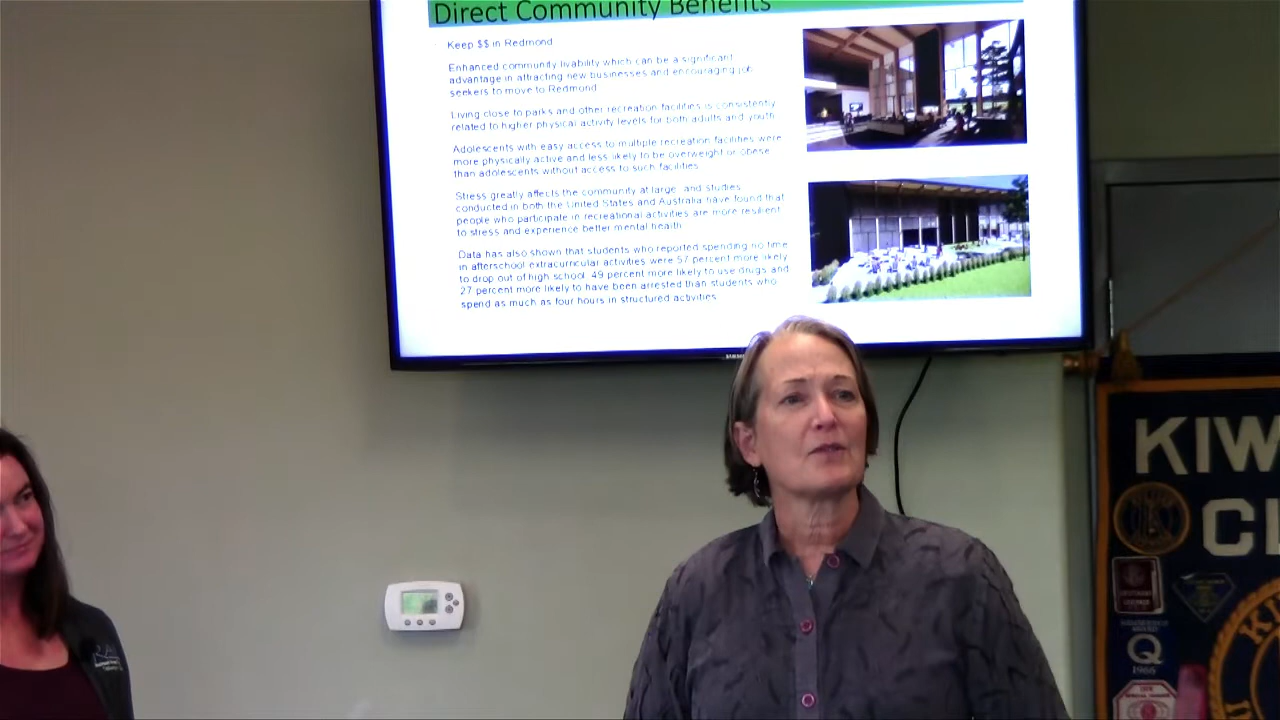 Direct Community Benefits
Keep $$ in Redmond
Enhanced community livability which can be a significant
advantage in attracting new businesses and encouraging job
seekers to move to Redmond
Living close to parks and other recreation facilities is consistently
related to higher physical activity levels for both adults and youth
Adolescents with easy access to multiple recreation facilities were
more physically active and less likely to be overweight or obese
than adolescents without access to such facilities
Stress greatly affects the community at large and studies
conducted in both the United States and Australia have found that
people who participate in recreational activities are more resilient
to stress and experience better mental health
Data has also shown that students who reported spending no time
in afterschool extracurricular activities were 57 percent more likely
to drop out of high school, 49 percent more likely to use drugs and
27 percent more likely to have been arrested than students who
spend as much as four hours in structured activities
SAMSUNG
KIW
CL
K
Q
1966
KI